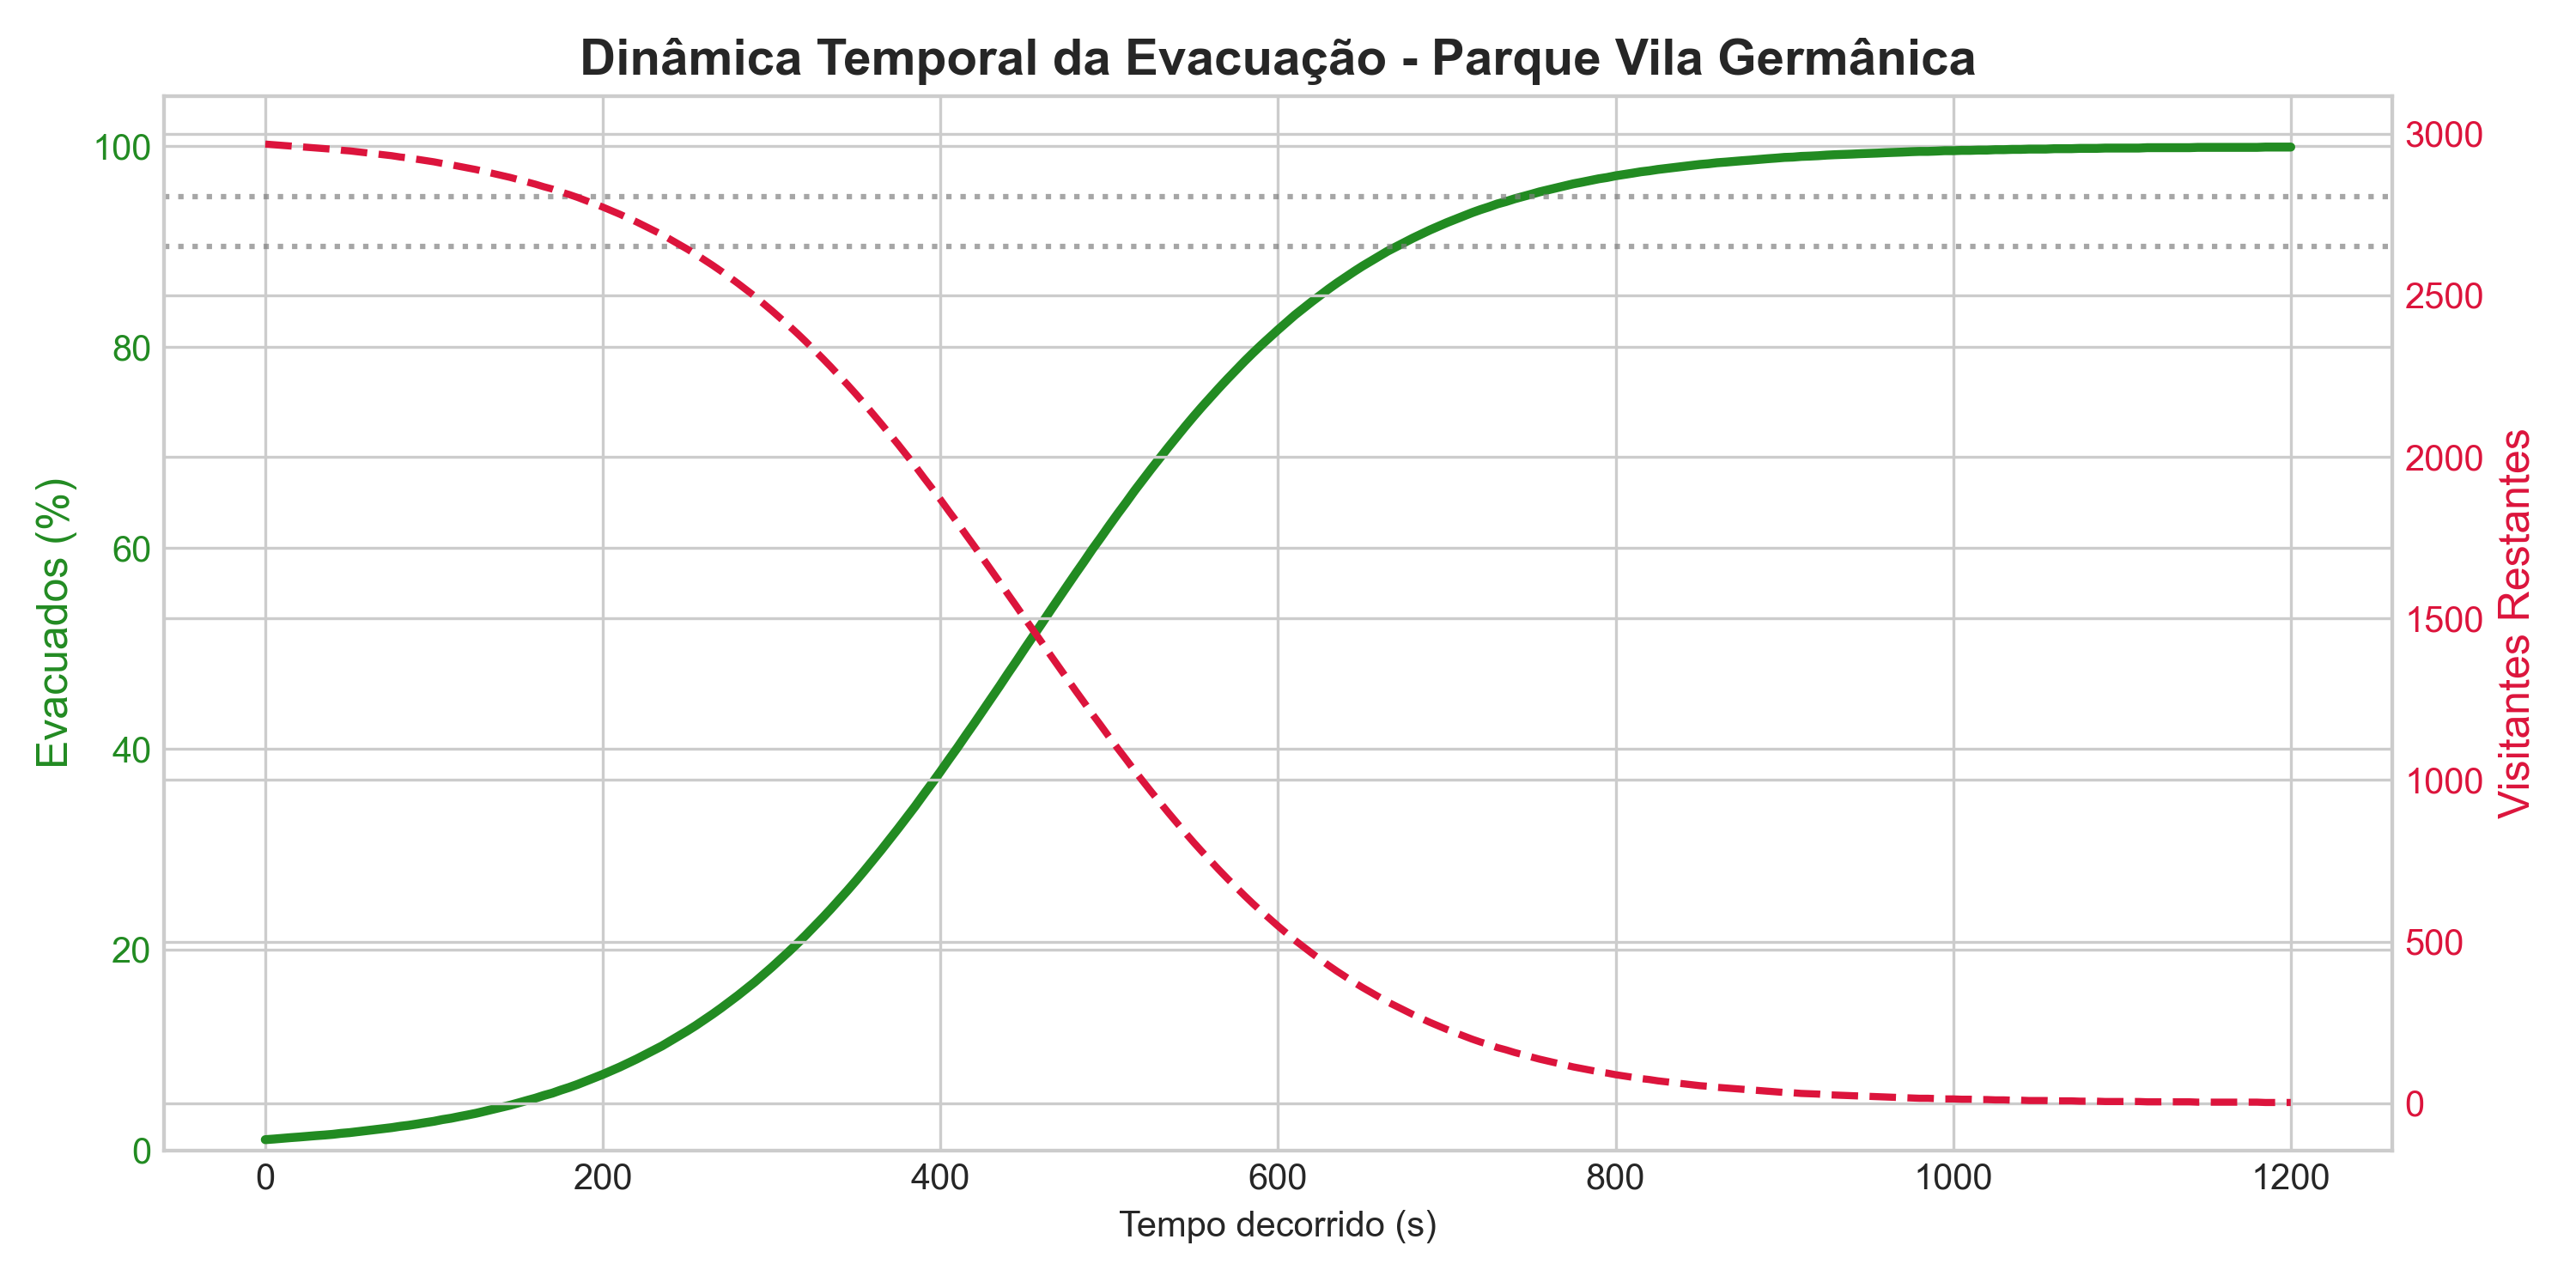 Dinâmica Temporal da Evacuação - Parque Vila Germânica
Evacuados (%)
100
80
60
40
20
0
3000
2500
2000
1500
1000
500
0
Visitantes Restantes
0 200 400 600 800 1000 1200
Tempo decorrido (s)